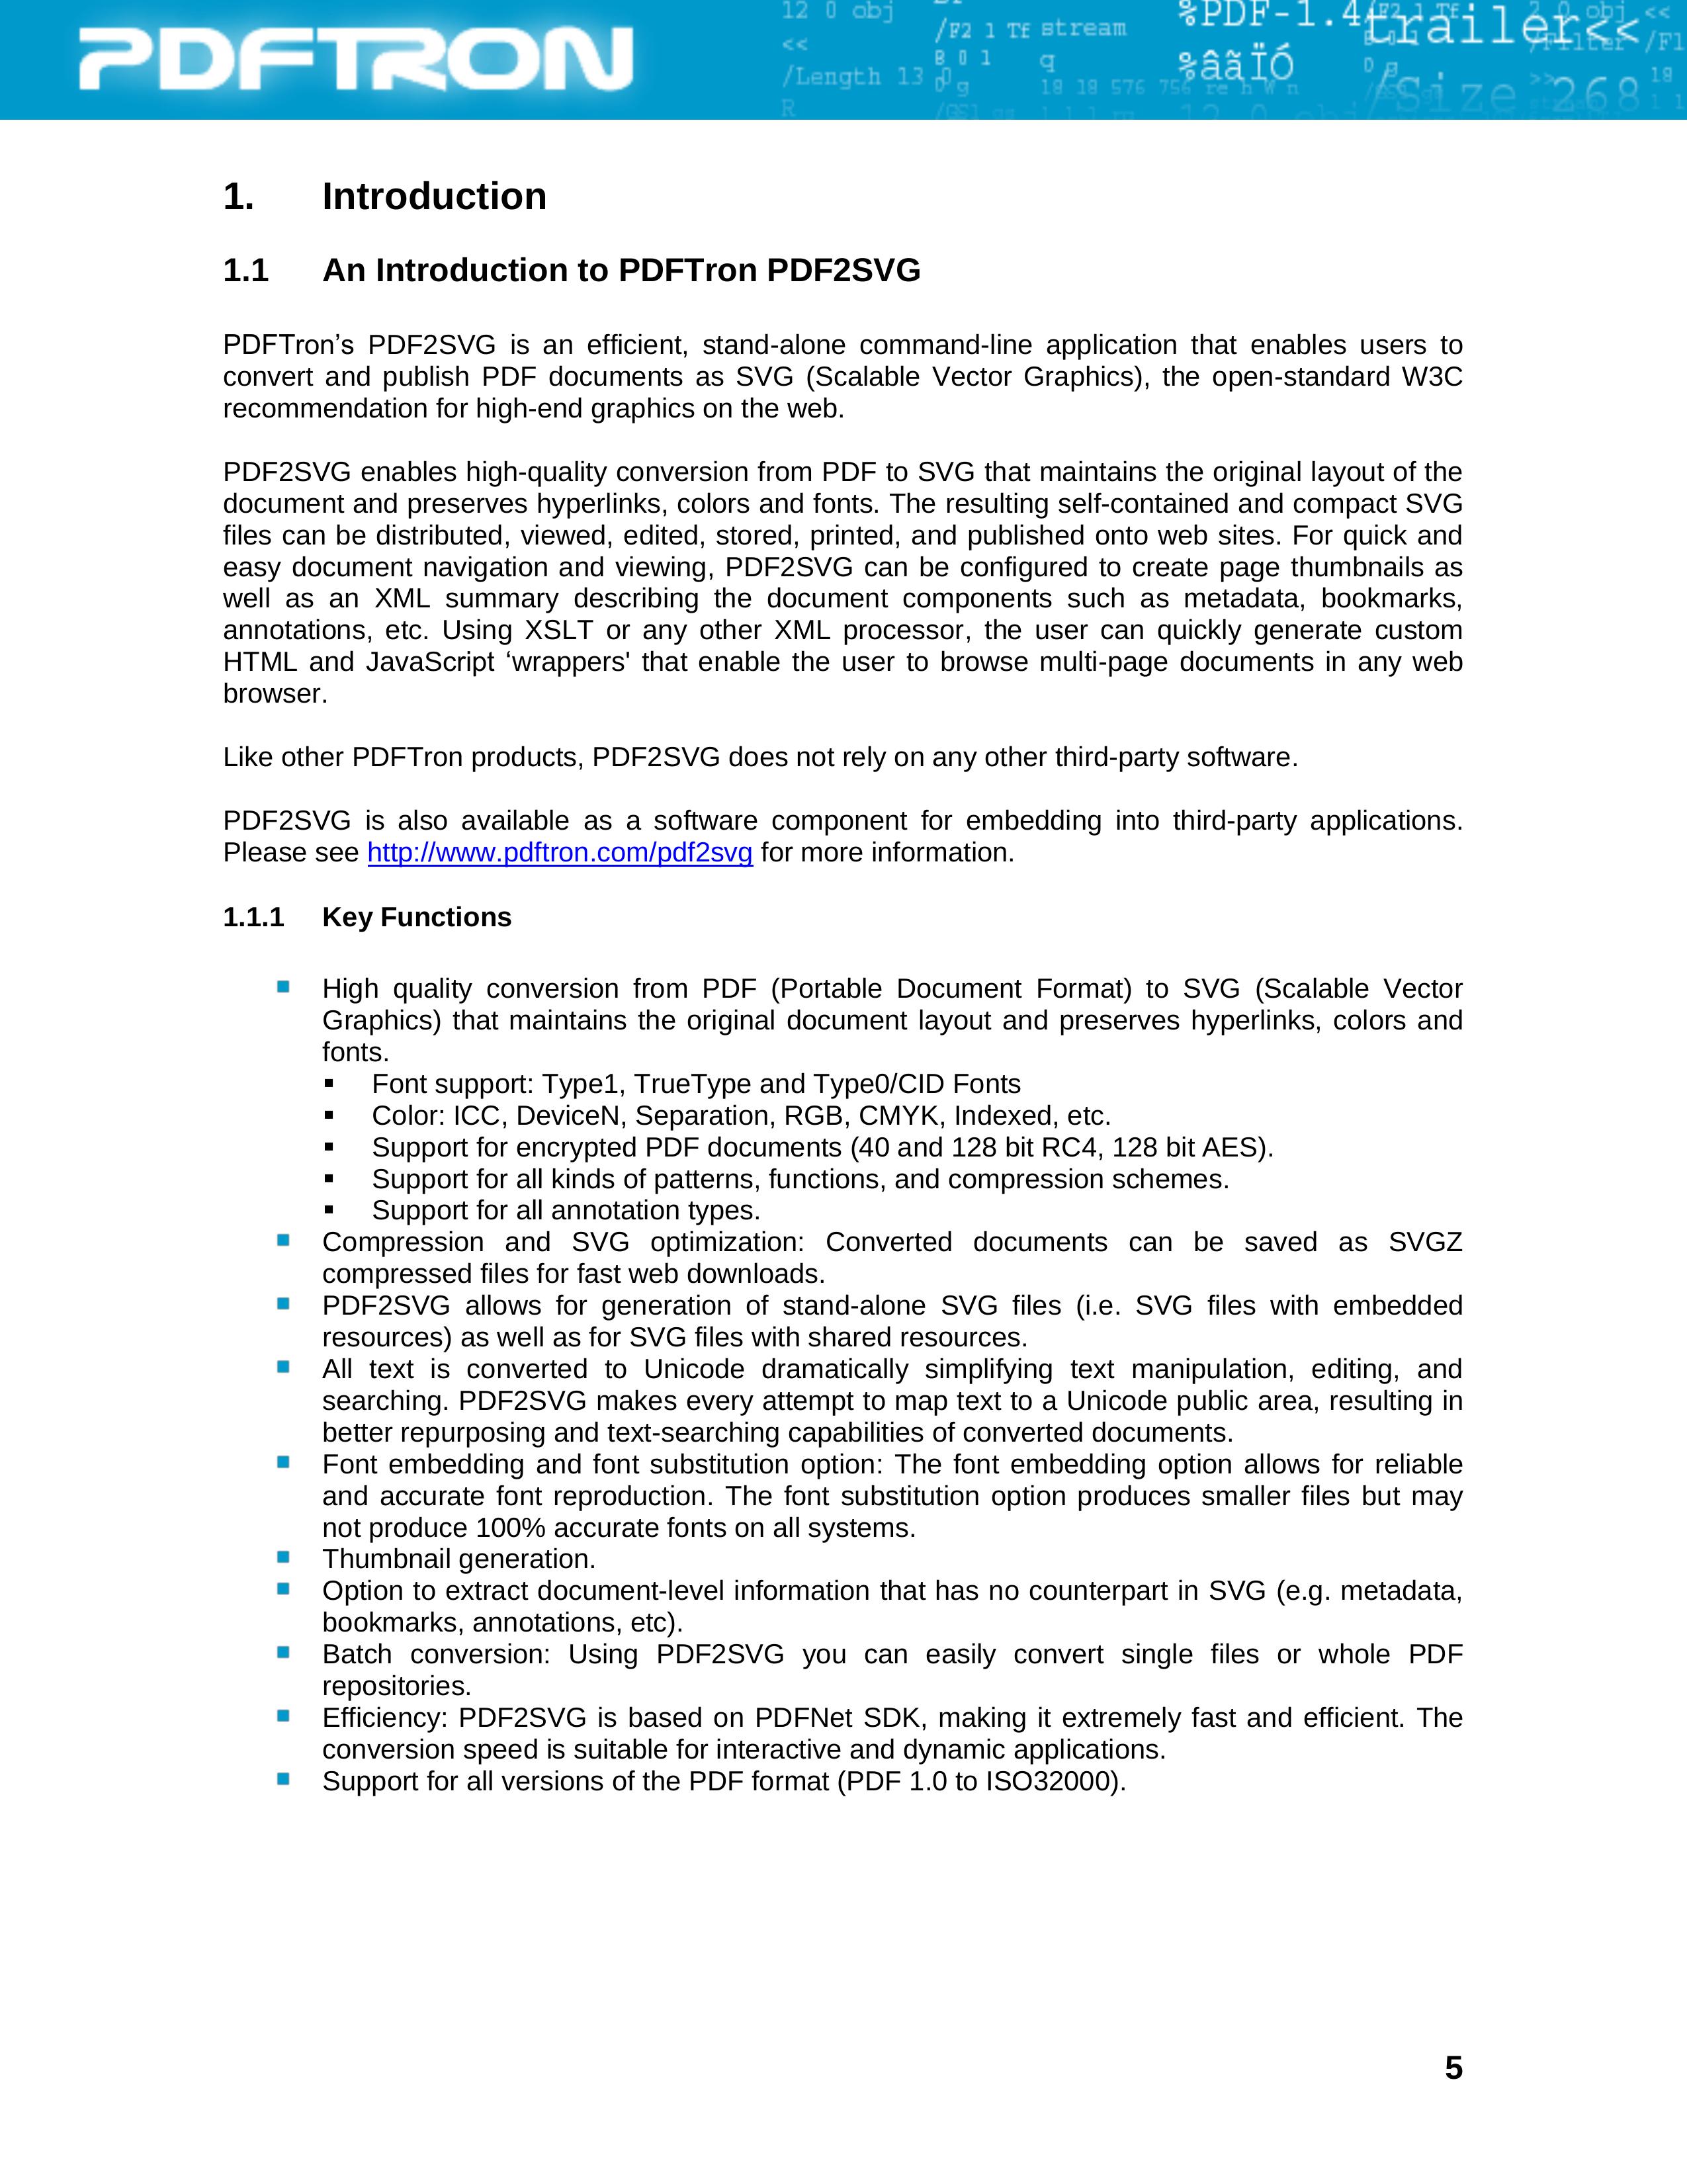 PDFTRON
12 0 obj
<<
/Length 13 0
R
/F2 1 Tf
B 0 1
0 g
stream
q
18 18 576 756 re h W n
%PDF-1.4
%âãÏÓ
12 0 obj
trailer<<
/Size 268
2 0 obj <<
/Filter /Fl
>>
1. Introduction
1.1 An Introduction to PDFTron PDF2SVG
PDFTron’s PDF2SVG is an efficient, stand-alone command-line application that enables users to
convert and publish PDF documents as SVG (Scalable Vector Graphics), the open-standard W3C
recommendation for high-end graphics on the web.
PDF2SVG enables high-quality conversion from PDF to SVG that maintains the original layout of the
document and preserves hyperlinks, colors and fonts. The resulting self-contained and compact SVG
files can be distributed, viewed, edited, stored, printed, and published onto web sites. For quick and
easy document navigation and viewing, PDF2SVG can be configured to create page thumbnails as
well as an XML summary describing the document components such as metadata, bookmarks,
annotations, etc. Using XSLT or any other XML processor, the user can quickly generate custom
HTML and JavaScript ‘wrappers' that enable the user to browse multi-page documents in any web
browser.
Like other PDFTron products, PDF2SVG does not rely on any other third-party software.
PDF2SVG is also available as a software component for embedding into third-party applications.
Please see http://www.pdftron.com/pdf2svg for more information.
1.1.1 Key Functions
▪ High quality conversion from PDF (Portable Document Format) to SVG (Scalable Vector
Graphics) that maintains the original document layout and preserves hyperlinks, colors and
fonts.
▪ Font support: Type1, TrueType and Type0/CID Fonts
▪ Color: ICC, DeviceN, Separation, RGB, CMYK, Indexed, etc.
▪ Support for encrypted PDF documents (40 and 128 bit RC4, 128 bit AES).
▪ Support for all kinds of patterns, functions, and compression schemes.
▪ Support for all annotation types.
▪ Compression and SVG optimization: Converted documents can be saved as SVGZ
compressed files for fast web downloads.
▪ PDF2SVG allows for generation of stand-alone SVG files (i.e. SVG files with embedded
resources) as well as for SVG files with shared resources.
▪ All text is converted to Unicode dramatically simplifying text manipulation, editing, and
searching. PDF2SVG makes every attempt to map text to a Unicode public area, resulting in
better repurposing and text-searching capabilities of converted documents.
▪ Font embedding and font substitution option: The font embedding option allows for reliable
and accurate font reproduction. The font substitution option produces smaller files but may
not produce 100% accurate fonts on all systems.
▪ Thumbnail generation.
▪ Option to extract document-level information that has no counterpart in SVG (e.g. metadata,
bookmarks, annotations, etc).
▪ Batch conversion: Using PDF2SVG you can easily convert single files or whole PDF
repositories.
▪ Efficiency: PDF2SVG is based on PDFNet SDK, making it extremely fast and efficient. The
conversion speed is suitable for interactive and dynamic applications.
▪ Support for all versions of the PDF format (PDF 1.0 to ISO32000).
5